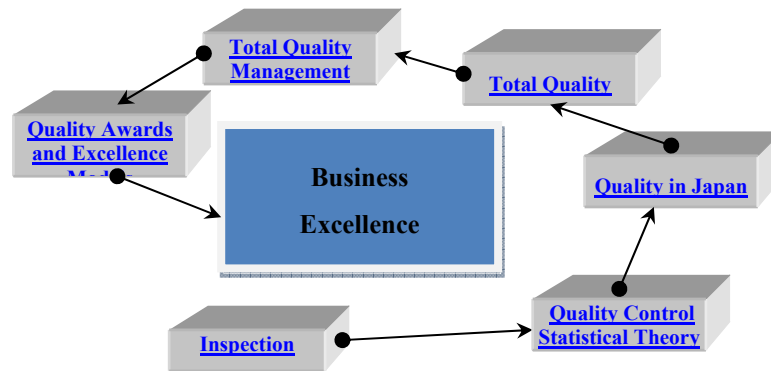 Total Quality
Management
Total Quality
Quality Awards
and Excellence
Business
Excellence
Quality in Japan
Quality Control
Statistical Theory
Inspection